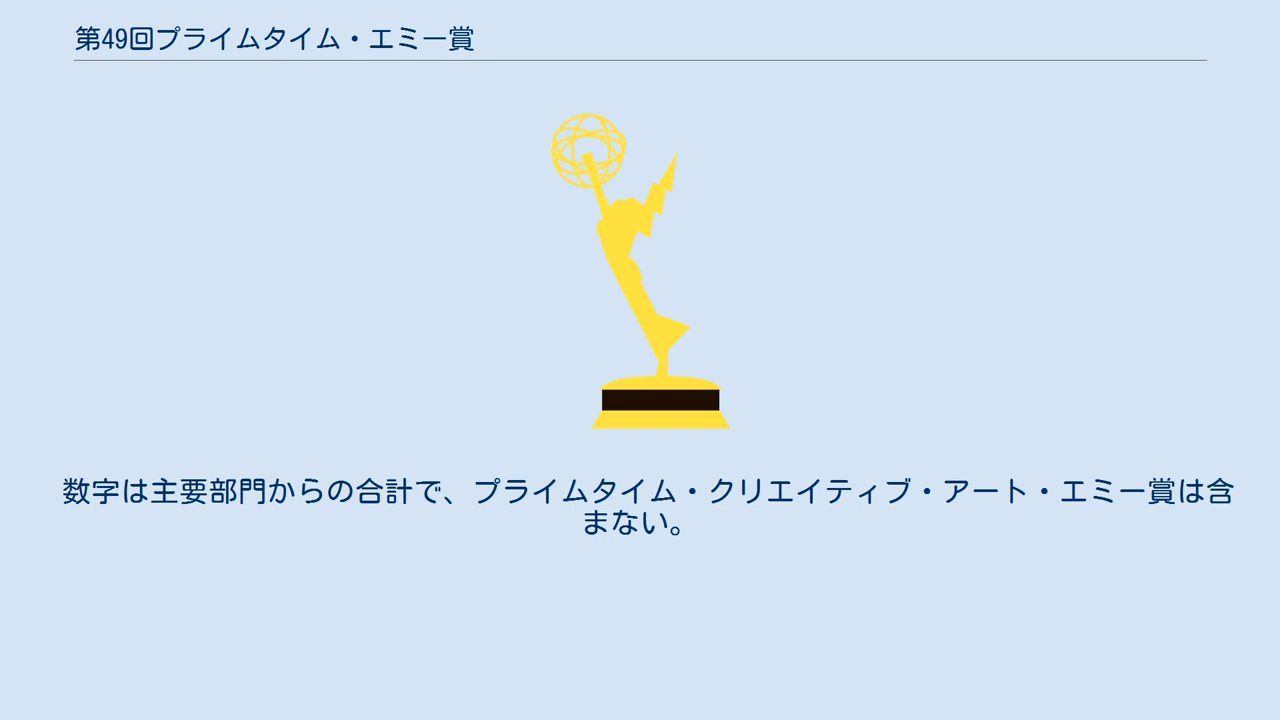 第49回プライムタイム・エミー賞
数字は主要部門からの合計で、プライムタイム・クリエイティブ・アート・エミー賞は含
まない。